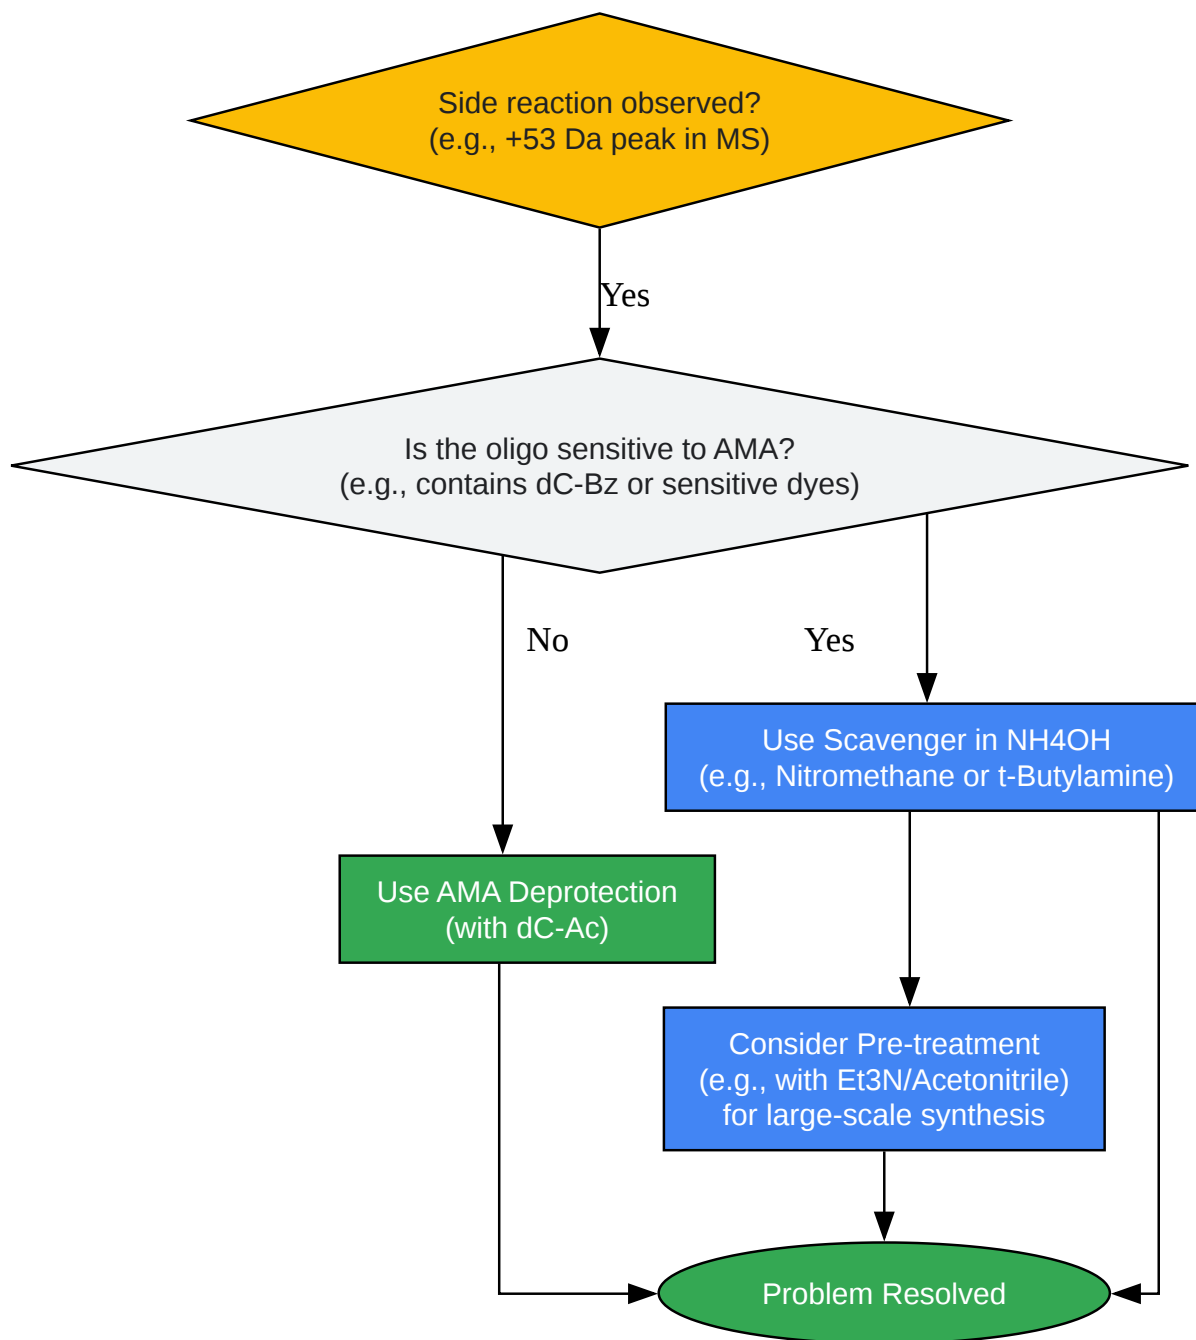 Side reaction observed?
(e.g., +53 Da peak in MS)
Yes
Is the oligo sensitive to AMA?
(e.g., contains dC-Bz or sensitive dyes)
No
Yes
Use Scavenger in NH4OH
(e.g., Nitromethane or t-Butylamine)
Use AMA Deprotection
(with dC-Ac)
Consider Pre-treatment
(e.g., with Et3N/Acetonitrile)
for large-scale synthesis
Problem Resolved